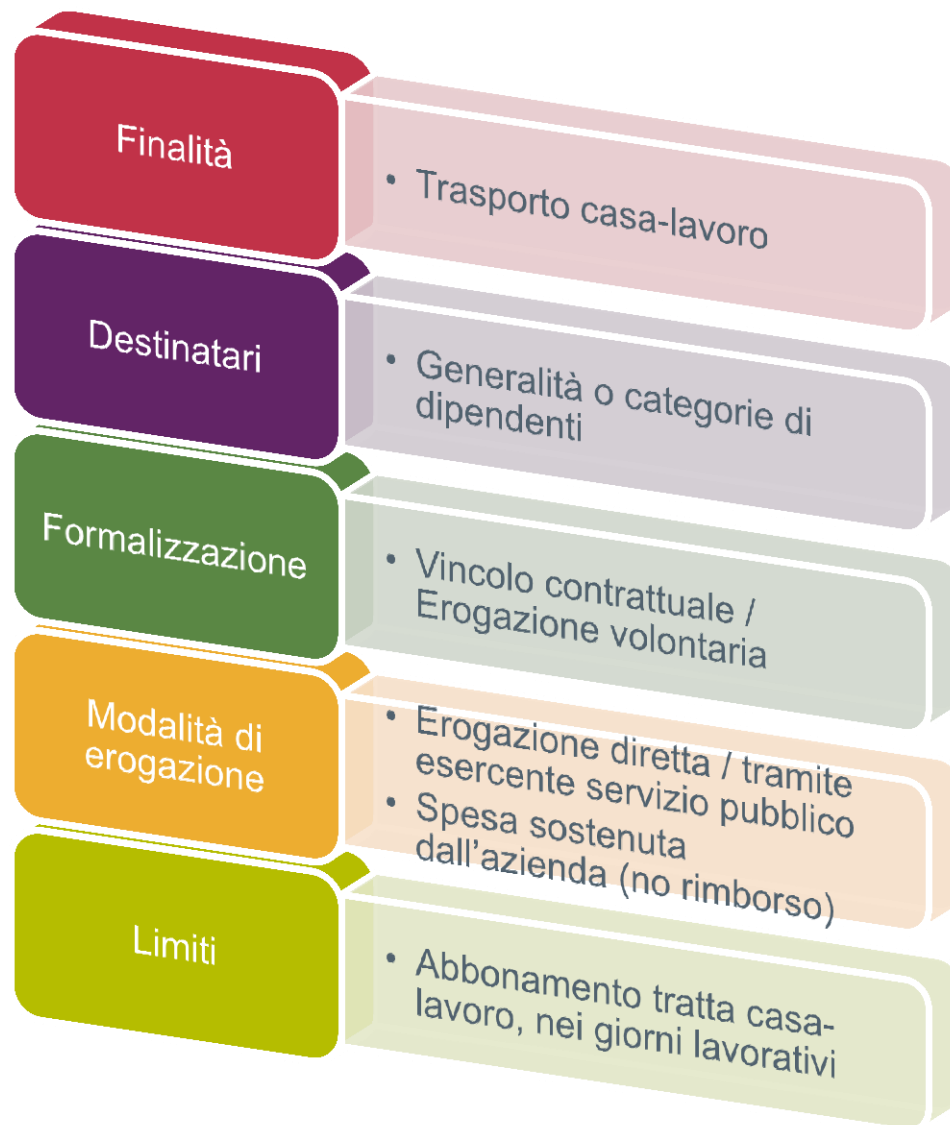 Finalità
• Trasporto casa-lavoro
Destinatari
• Generalità o categorie di
dipendenti
Formalizzazione
• Vincolo contrattuale /
Erogazione volontaria
Modalità di
erogazione
• Erogazione diretta / tramite
esercente servizio pubblico
• Spesa sostenuta
dall’azienda (no rimborso)
Limiti
• Abbonamento tratta casa-
lavoro, nei giorni lavorativi